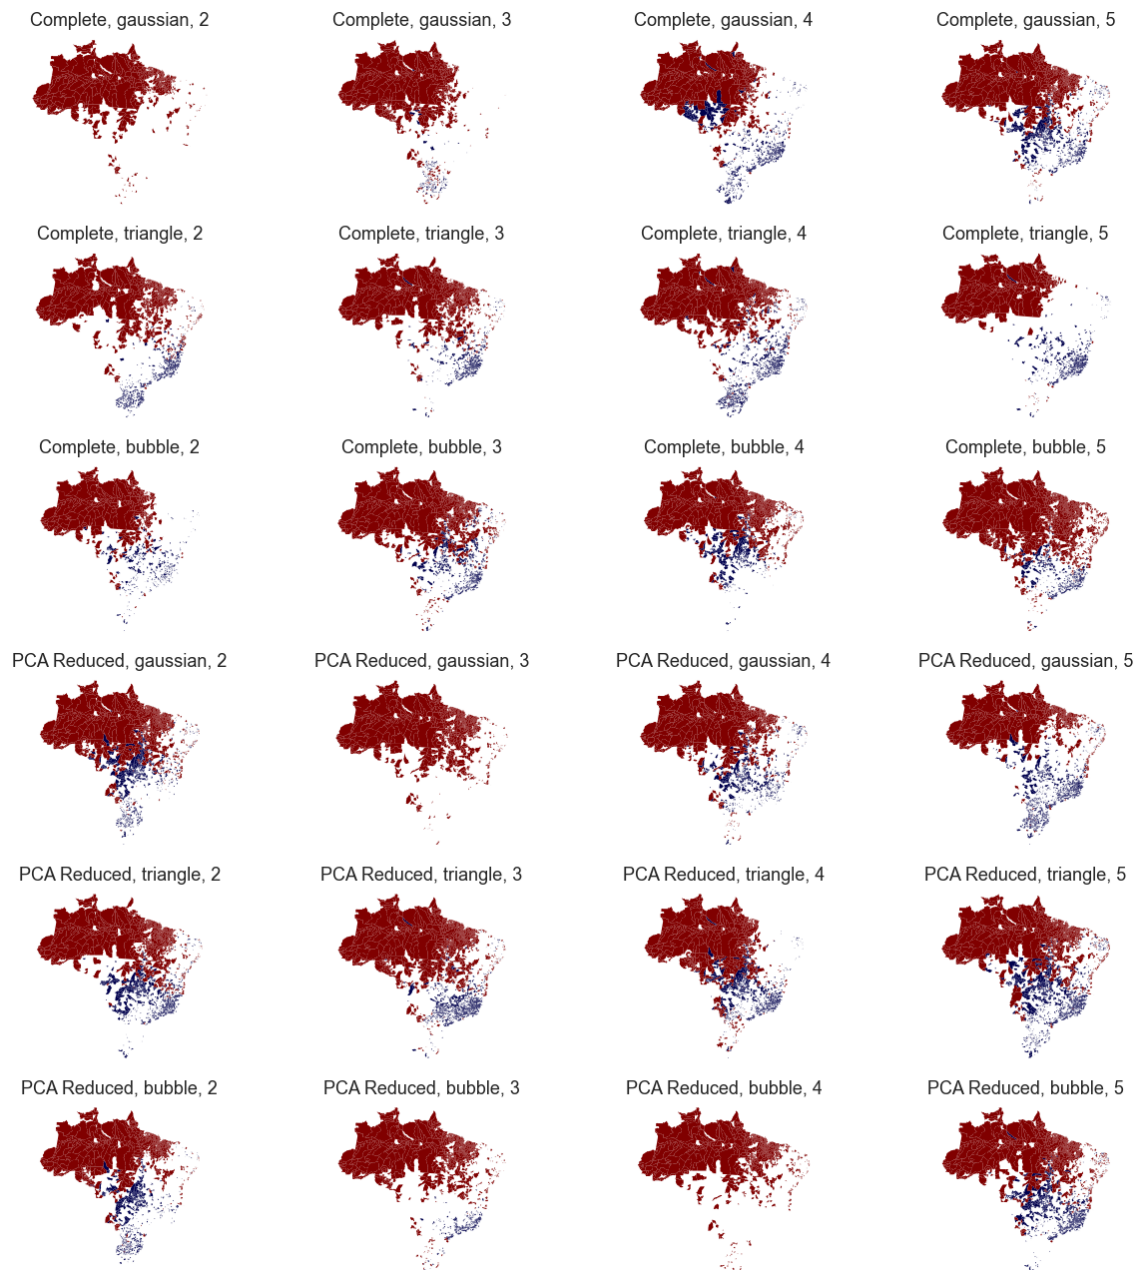 Complete, gaussian, 2
Complete, gaussian, 3
Complete, gaussian, 4
Complete, gaussian, 5
Complete, triangle, 2
Complete, triangle, 3
Complete, triangle, 4
Complete, triangle, 5
Complete, bubble, 2
Complete, bubble, 3
Complete, bubble, 4
Complete, bubble, 5
PCA Reduced, gaussian, 2
PCA Reduced, gaussian, 3
PCA Reduced, gaussian, 4
PCA Reduced, gaussian, 5
PCA Reduced, triangle, 2
PCA Reduced, triangle, 3
PCA Reduced, triangle, 4
PCA Reduced, triangle, 5
PCA Reduced, bubble, 2
PCA Reduced, bubble, 3
PCA Reduced, bubble, 4
PCA Reduced, bubble, 5